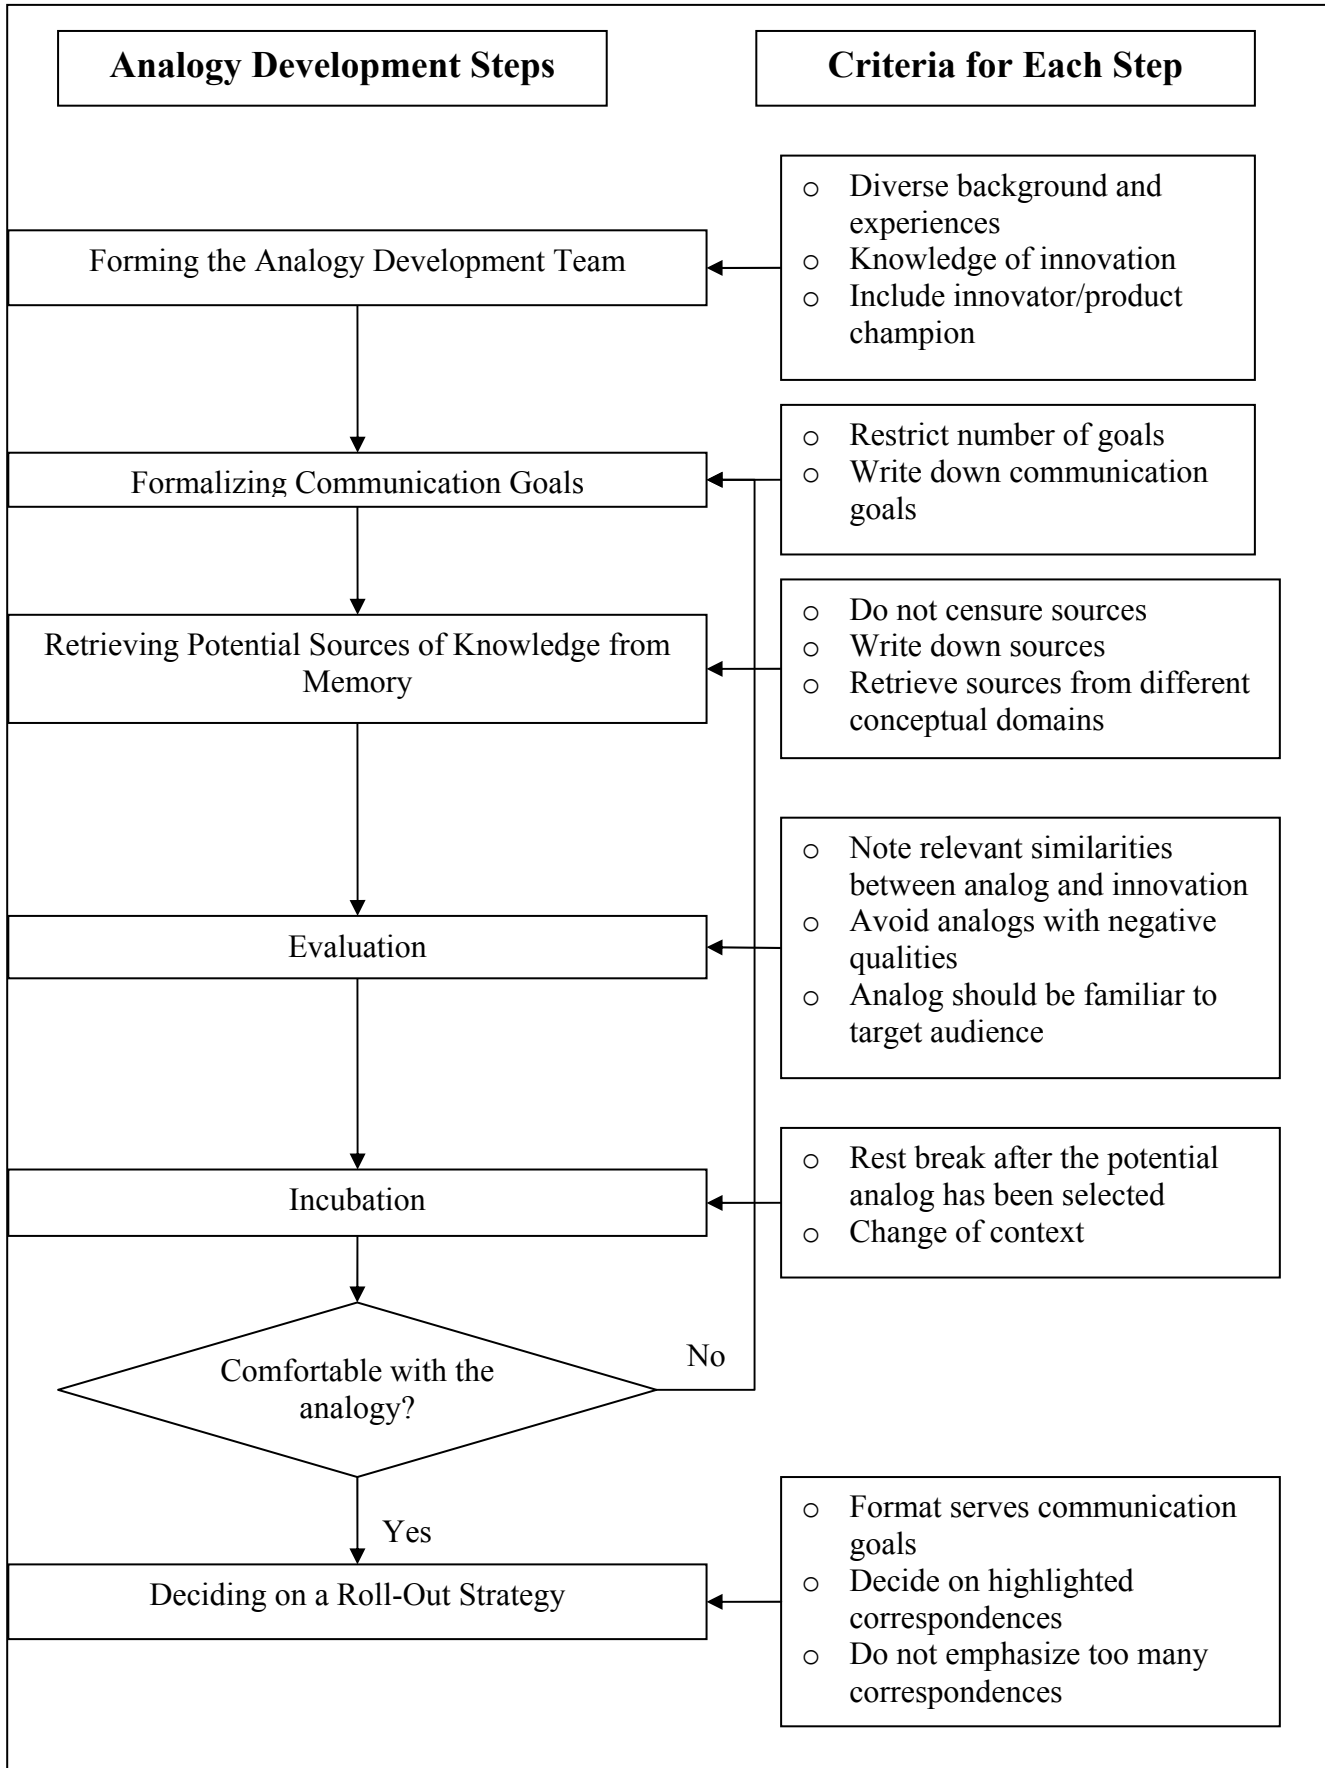 Analogy Development Steps
Criteria for Each Step
Forming the Analogy Development Team
o Diverse background and
experiences
o Knowledge of innovation
o Include innovator/product
champion
Formalizing Communication Goals
o Restrict number of goals
o Write down communication
goals
Retrieving Potential Sources of Knowledge from
Memory
o Do not censure sources
o Write down sources
o Retrieve sources from different
conceptual domains
Evaluation
o Note relevant similarities
between analog and innovation
o Avoid analogs with negative
qualities
o Analog should be familiar to
target audience
Incubation
o Rest break after the potential
analog has been selected
o Change of context
Comfortable with the
analogy?
No
Yes
Deciding on a Roll-Out Strategy
o Format serves communication
goals
o Decide on highlighted
correspondences
o Do not emphasize too many
correspondences